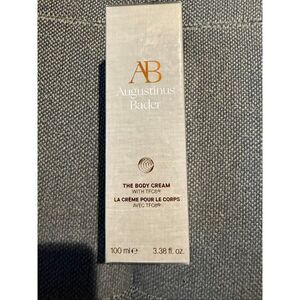 AB
Augustinus
Bader
THE BODY CREAM
WITH TFC8®
LA CRÈME POUR LE CORPS
AVEC TFC8®
100 ml℮ 3.38 fl. oz.